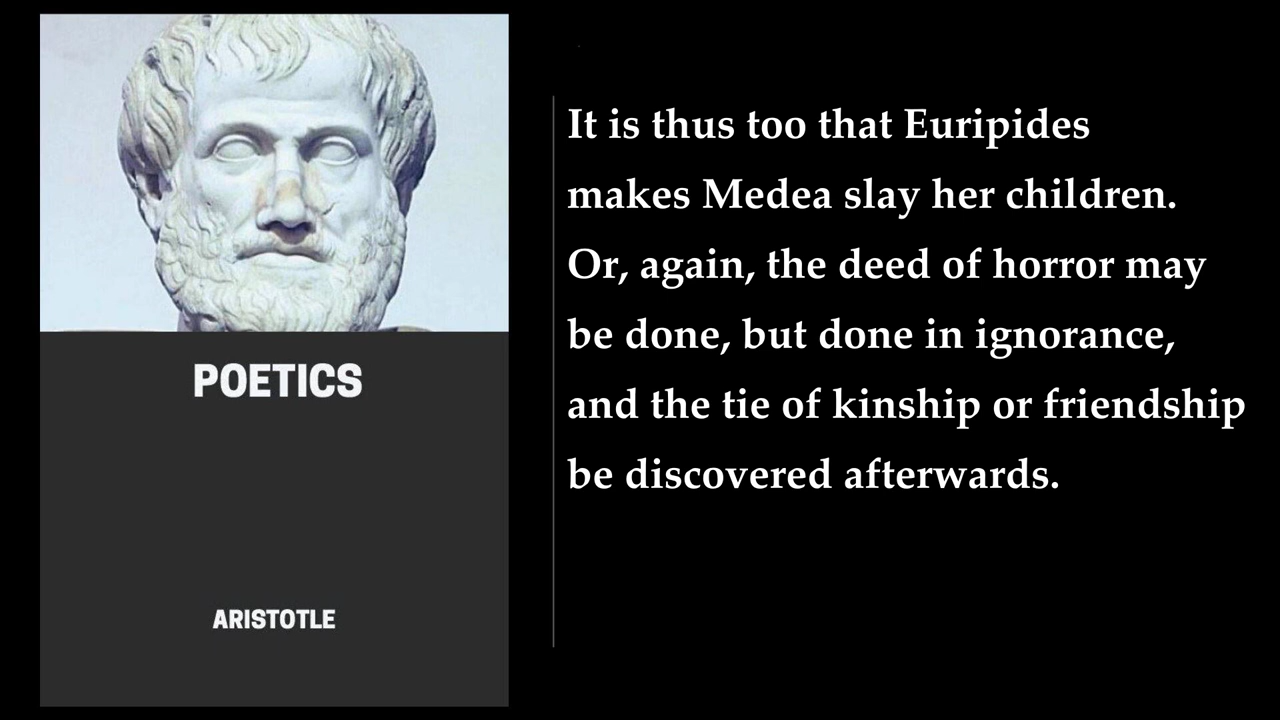 POETICS
ARISTOTLE
It is thus too that Euripides
makes Medea slay her children.
Or, again, the deed of horror may
be done, but done in ignorance,
and the tie of kinship or friendship
be discovered afterwards.